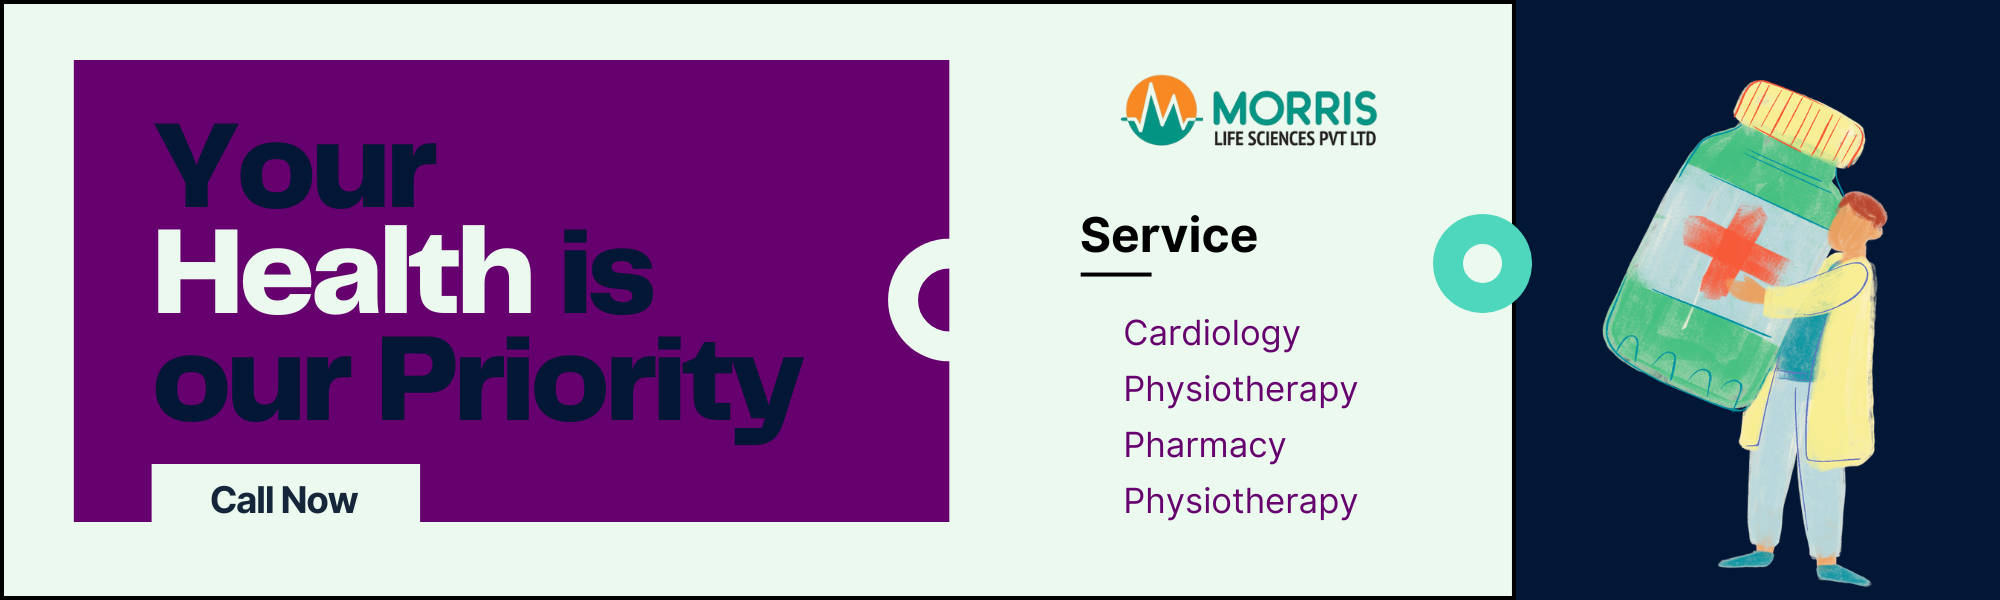 Your
Health is
our Priority
Call Now
MORRIS
LIFE SCIENCES PVT LTD
Service
Cardiology
Physiotherapy
Pharmacy
Physiotherapy